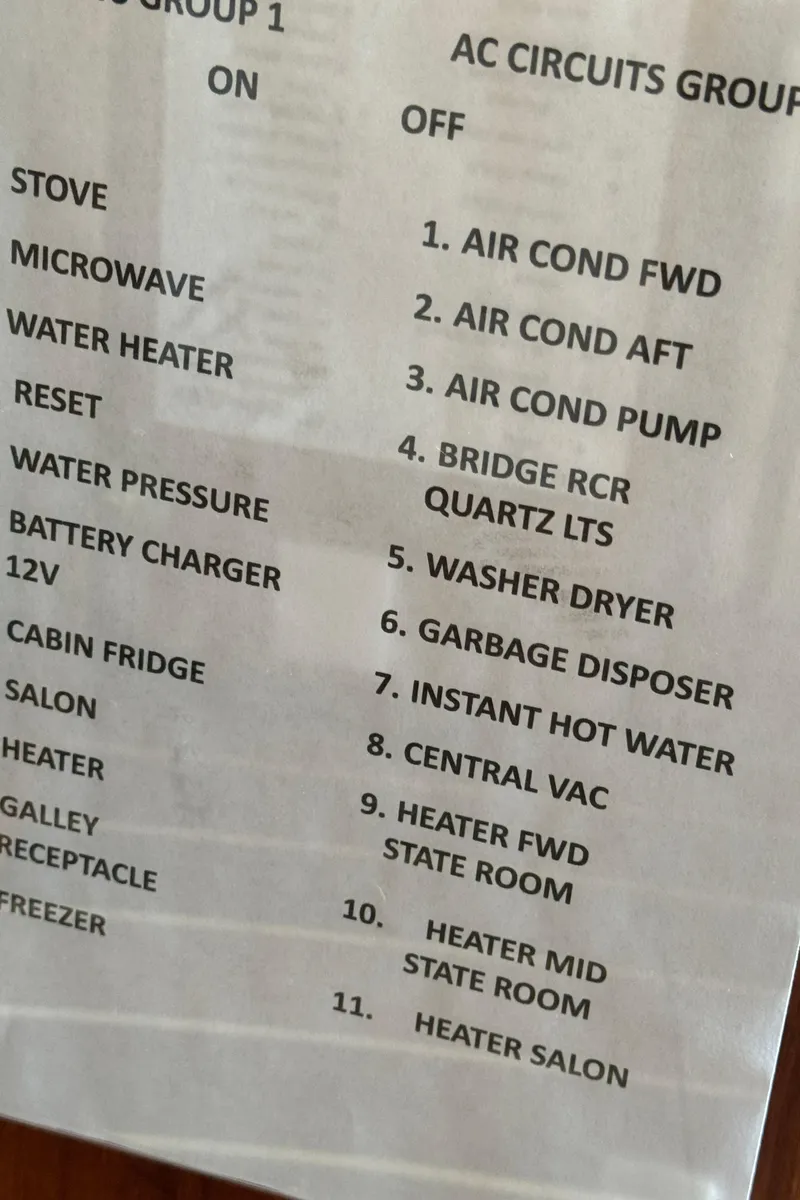 GROUP 1
ON
STOVE
MICROWAVE
WATER HEATER
RESET
WATER PRESSURE
BATTERY CHARGER
12V
CABIN FRIDGE
SALON
HEATER
GALLEY
RECEPTACLE
FREEZER
AC CIRCUITS GROUP
OFF
1. AIR COND FWD
2. AIR COND AFT
3. AIR COND PUMP
4. BRIDGE RCR
QUARTZ LTS
5. WASHER DRYER
6. GARBAGE DISPOSER
7. INSTANT HOT WATER
8. CENTRAL VAC
9. HEATER FWD
STATE ROOM
10. HEATER MID
STATE ROOM
11. HEATER SALON